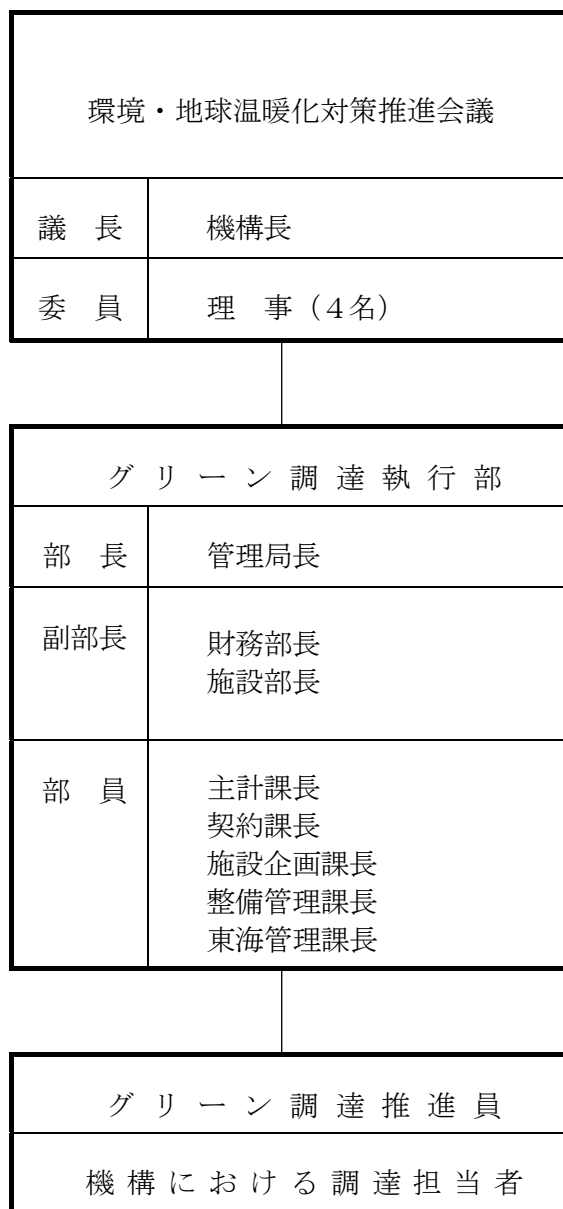 環境・地球温暖化対策推進会議
議　長　機構長
委　員　理　事（４名）
グリーン調達執行部
部　長　管理局長
副部長　財務部長
施設部長
部　員　主計課長
契約課長
施設企画課長
整備管理課長
東海管理課長
グリーン調達推進員
機構における調達担当者